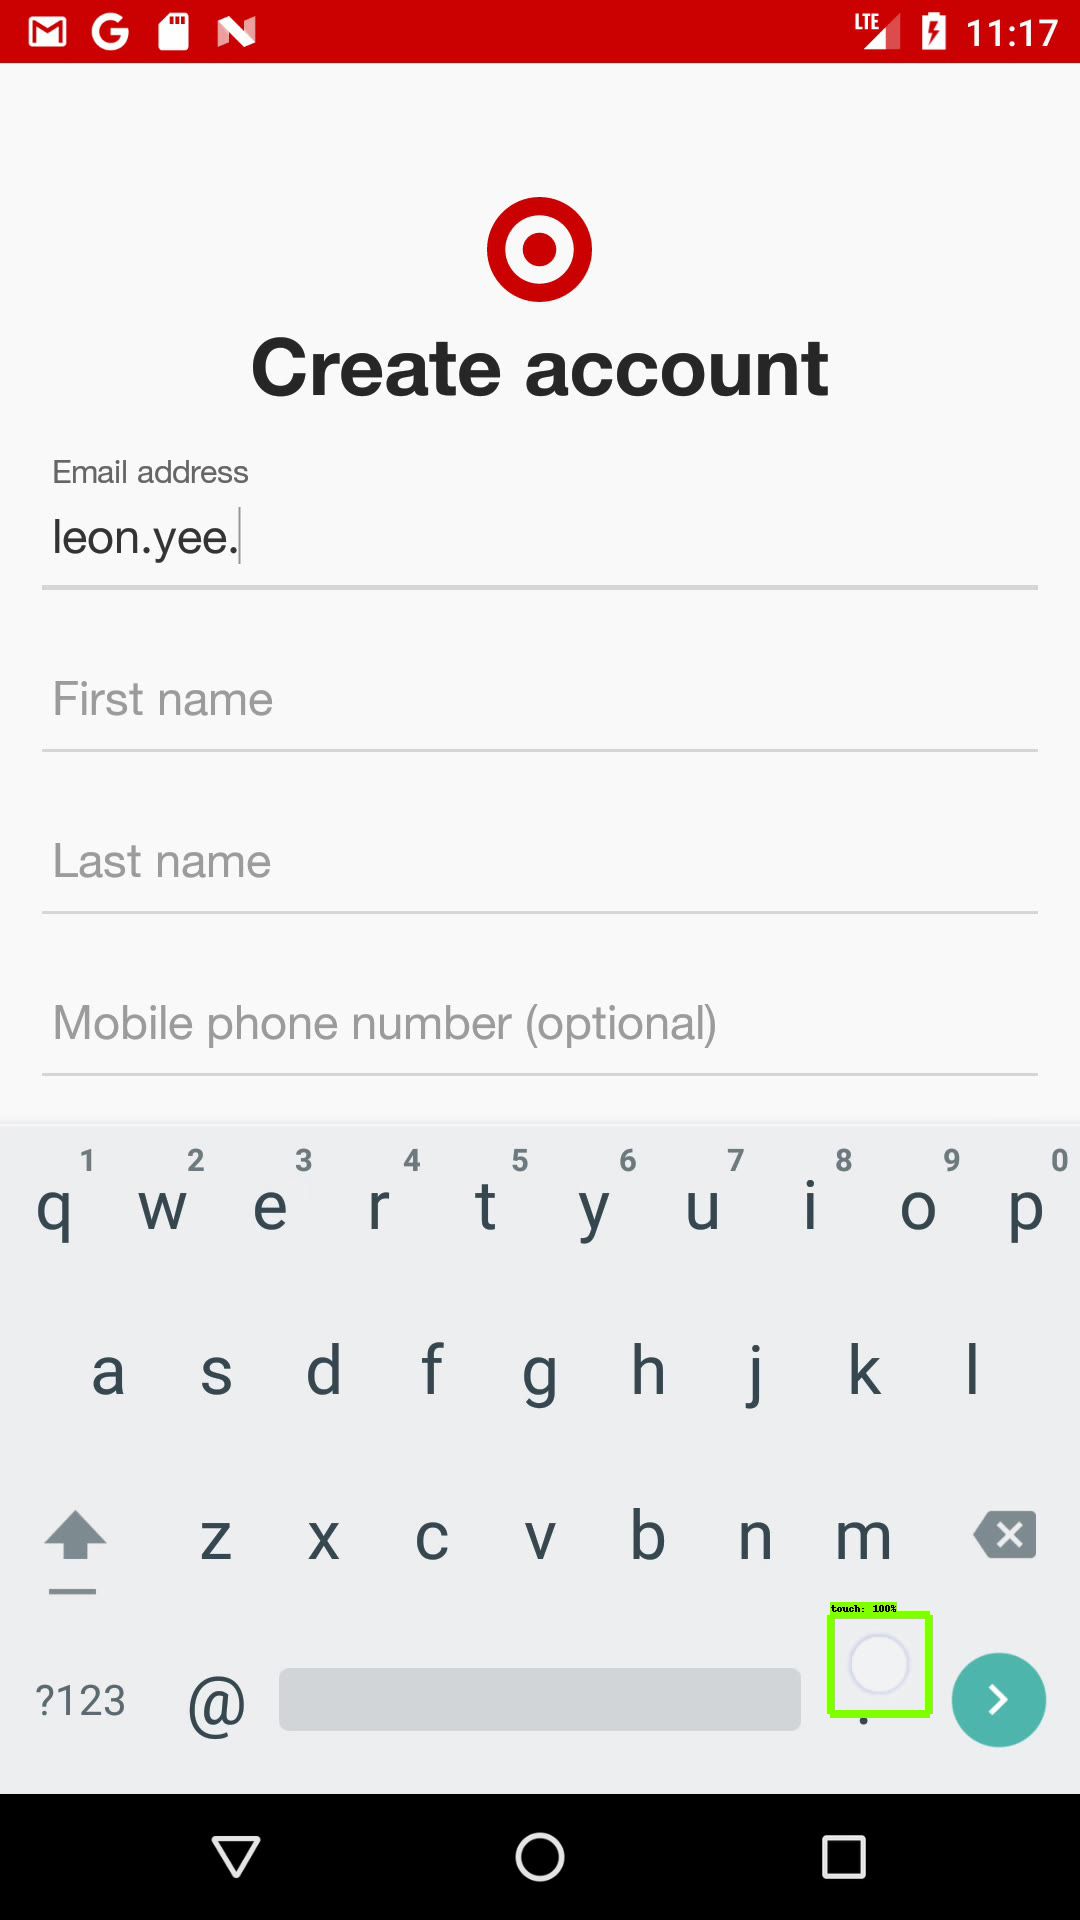 LTE 11:17
Create account
Email address
leon.yee.
First name
Last name
Mobile phone number (optional)
1 2 3 4 5 6 7 8 9 0
q w e r t y u i o p
a s d f g h j k l
z x c v b n m
touch: 100%
?123 @ .